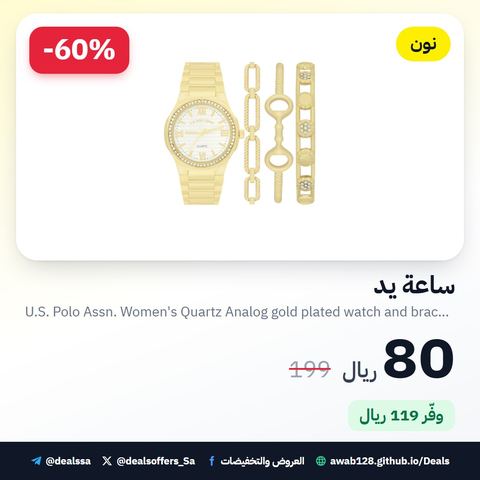 -60%
نون
ساعة يد
U.S. Polo Assn. Women's Quartz Analog gold plated watch and brac...
80 ريال 199
وفّر 119 ريال
@dealssa @dealsoffers_Sa العروض والتخفيضات awab128.github.io/Deals